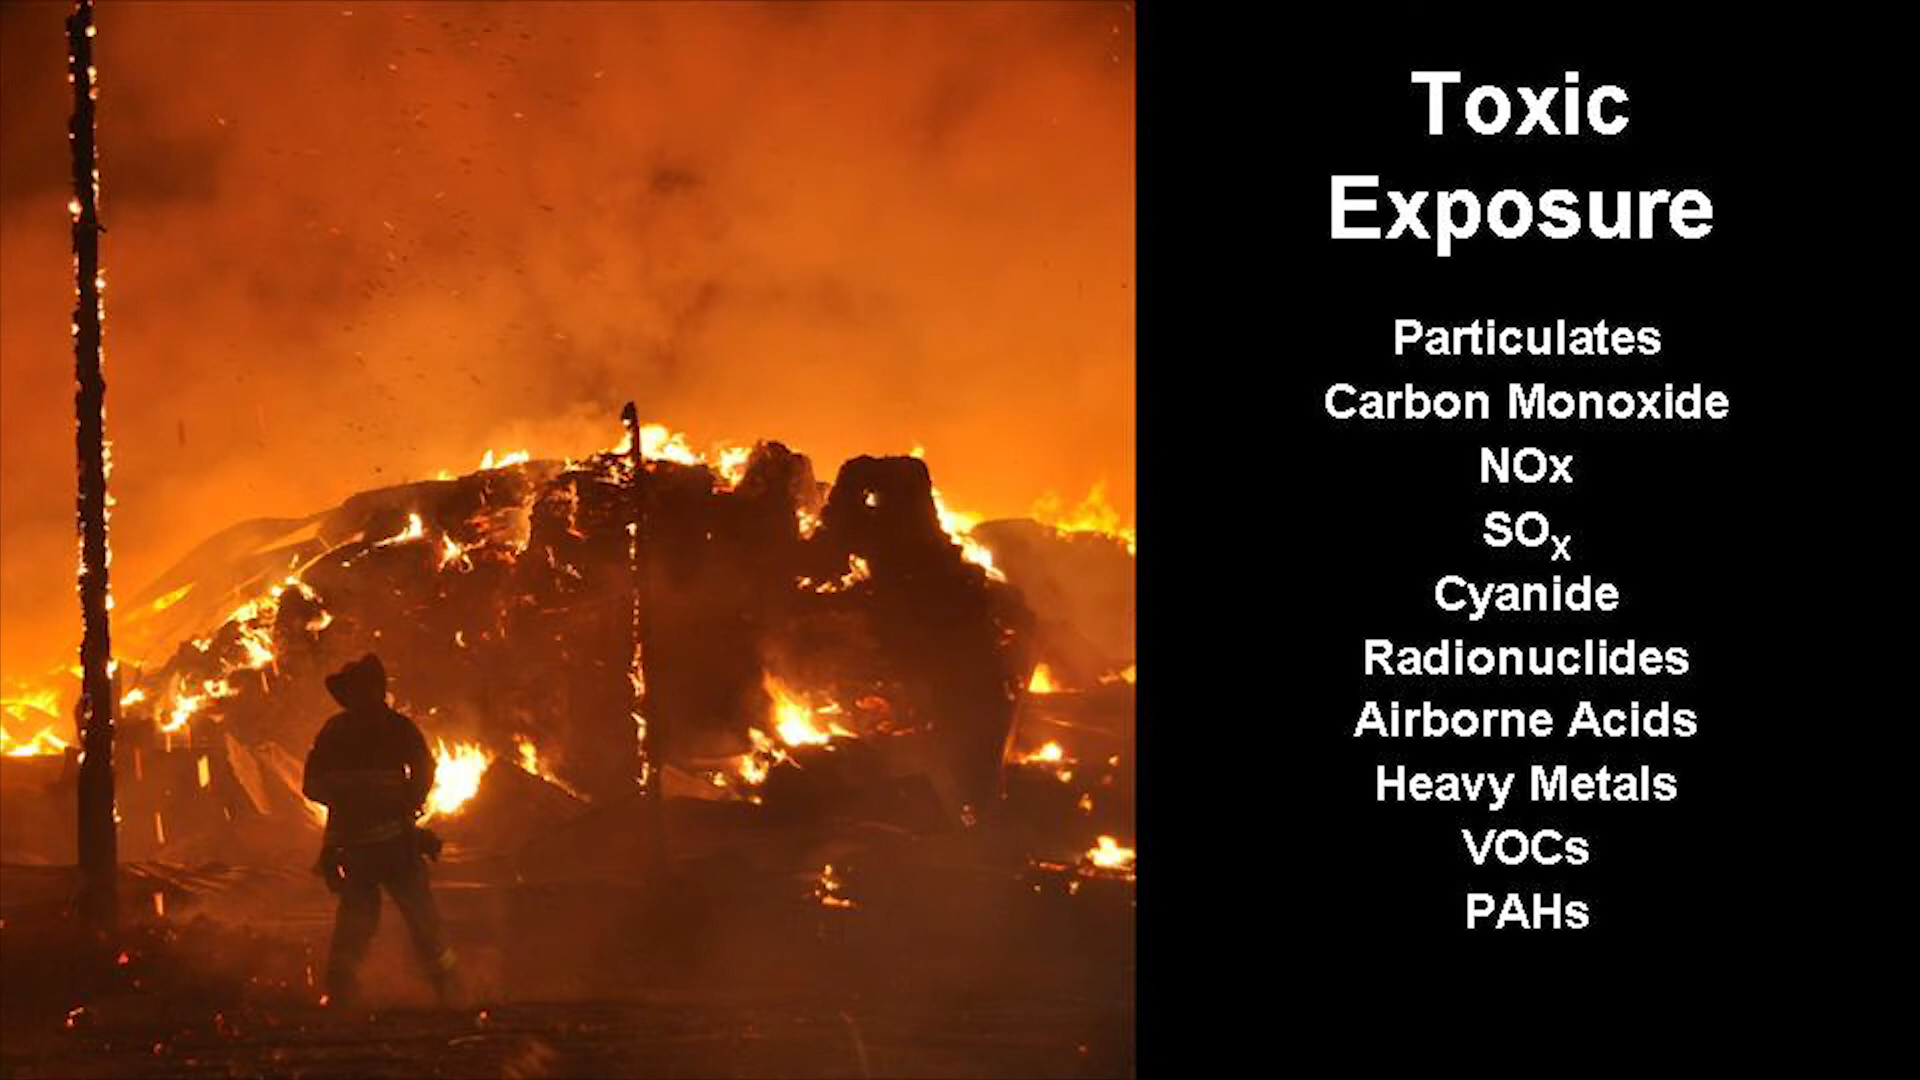 Toxic
Exposure
Particulates
Carbon Monoxide
NOx
SOx
Cyanide
Radionuclides
Airborne Acids
Heavy Metals
VOCs
PAHs